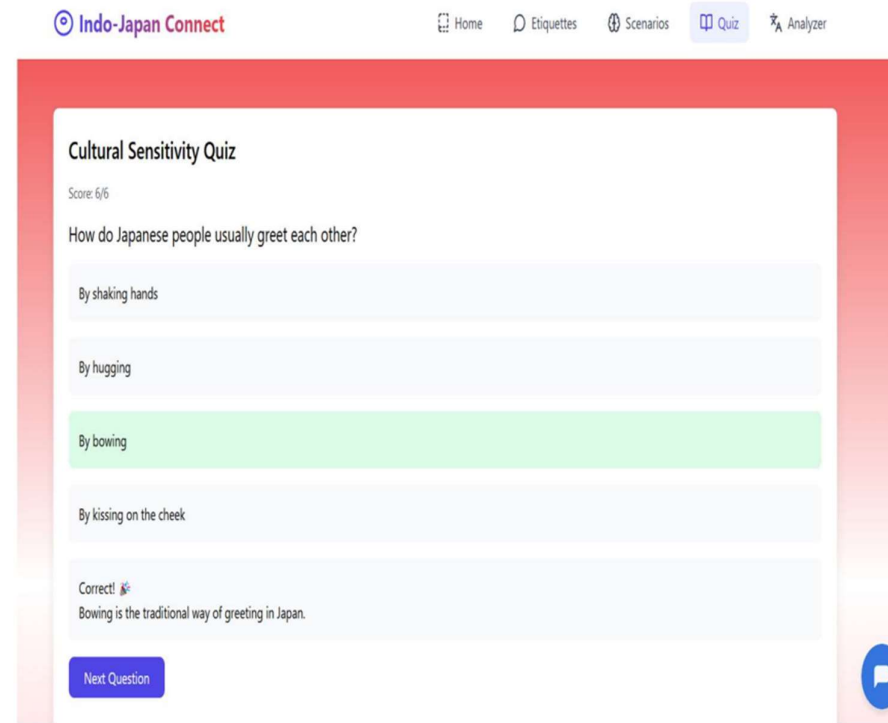 Indo-Japan Connect
Home
Etiquettes
Scenarios
Quiz
Analyzer
Cultural Sensitivity Quiz
Score: 6/6
How do Japanese people usually greet each other?
By shaking hands
By hugging
By bowing
By kissing on the cheek
Correct! 🎉
Bowing is the traditional way of greeting in Japan.
Next Question